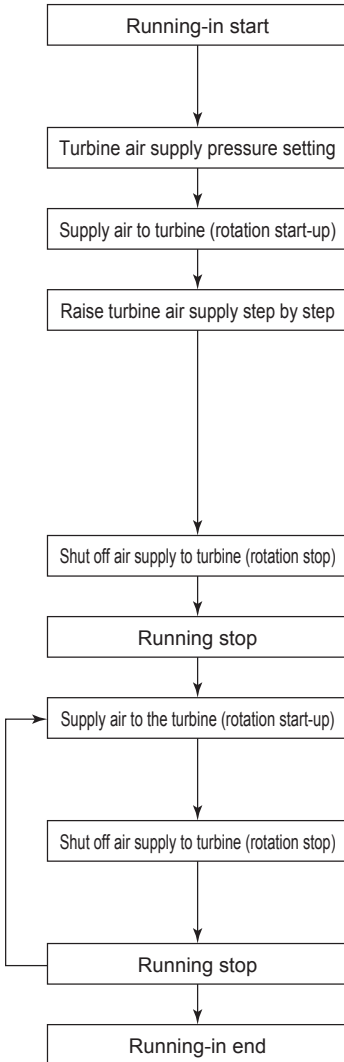 Running-in start
Turbine air supply pressure setting
Supply air to turbine (rotation start-up)
Raise turbine air supply step by step
Shut off air supply to turbine (rotation stop)
Running stop
Supply air to the turbine (rotation start-up)
Shut off air supply to turbine (rotation stop)
Running stop
Running-in end